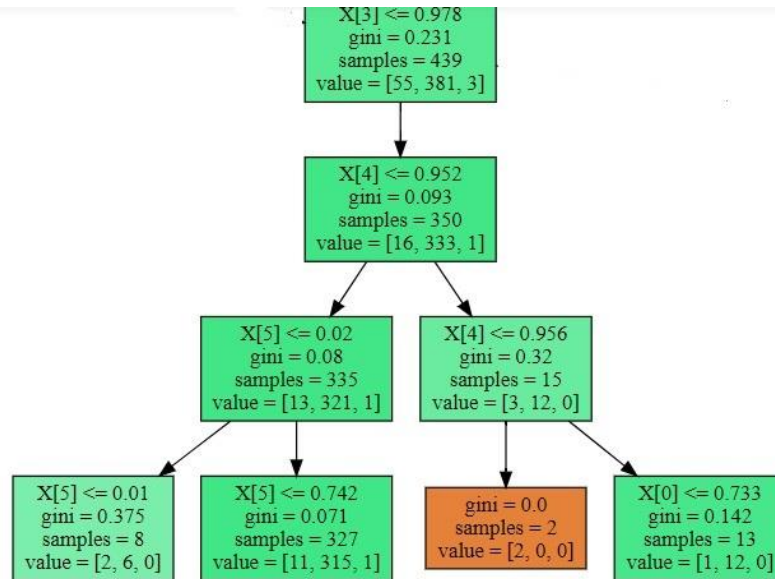 X[3] <= 0.978
gini = 0.231
samples = 439
value = [55, 381, 3]
X[4] <= 0.952
gini = 0.093
samples = 350
value = [16, 333, 1]
X[5] <= 0.02
gini = 0.08
samples = 335
value = [13, 321, 1]
X[4] <= 0.956
gini = 0.32
samples = 15
value = [3, 12, 0]
X[5] <= 0.01
gini = 0.375
samples = 8
value = [2, 6, 0]
X[5] <= 0.742
gini = 0.071
samples = 327
value = [11, 315, 1]
gini = 0.0
samples = 2
value = [2, 0, 0]
X[0] <= 0.733
gini = 0.142
samples = 13
value = [1, 12, 0]